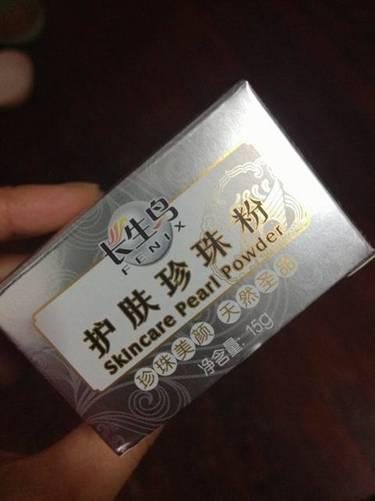 长生鸟
FENIX
护肤珍珠粉
Skincare Pearl Powder
珍珠美颜 天然圣品
净含量: 15g